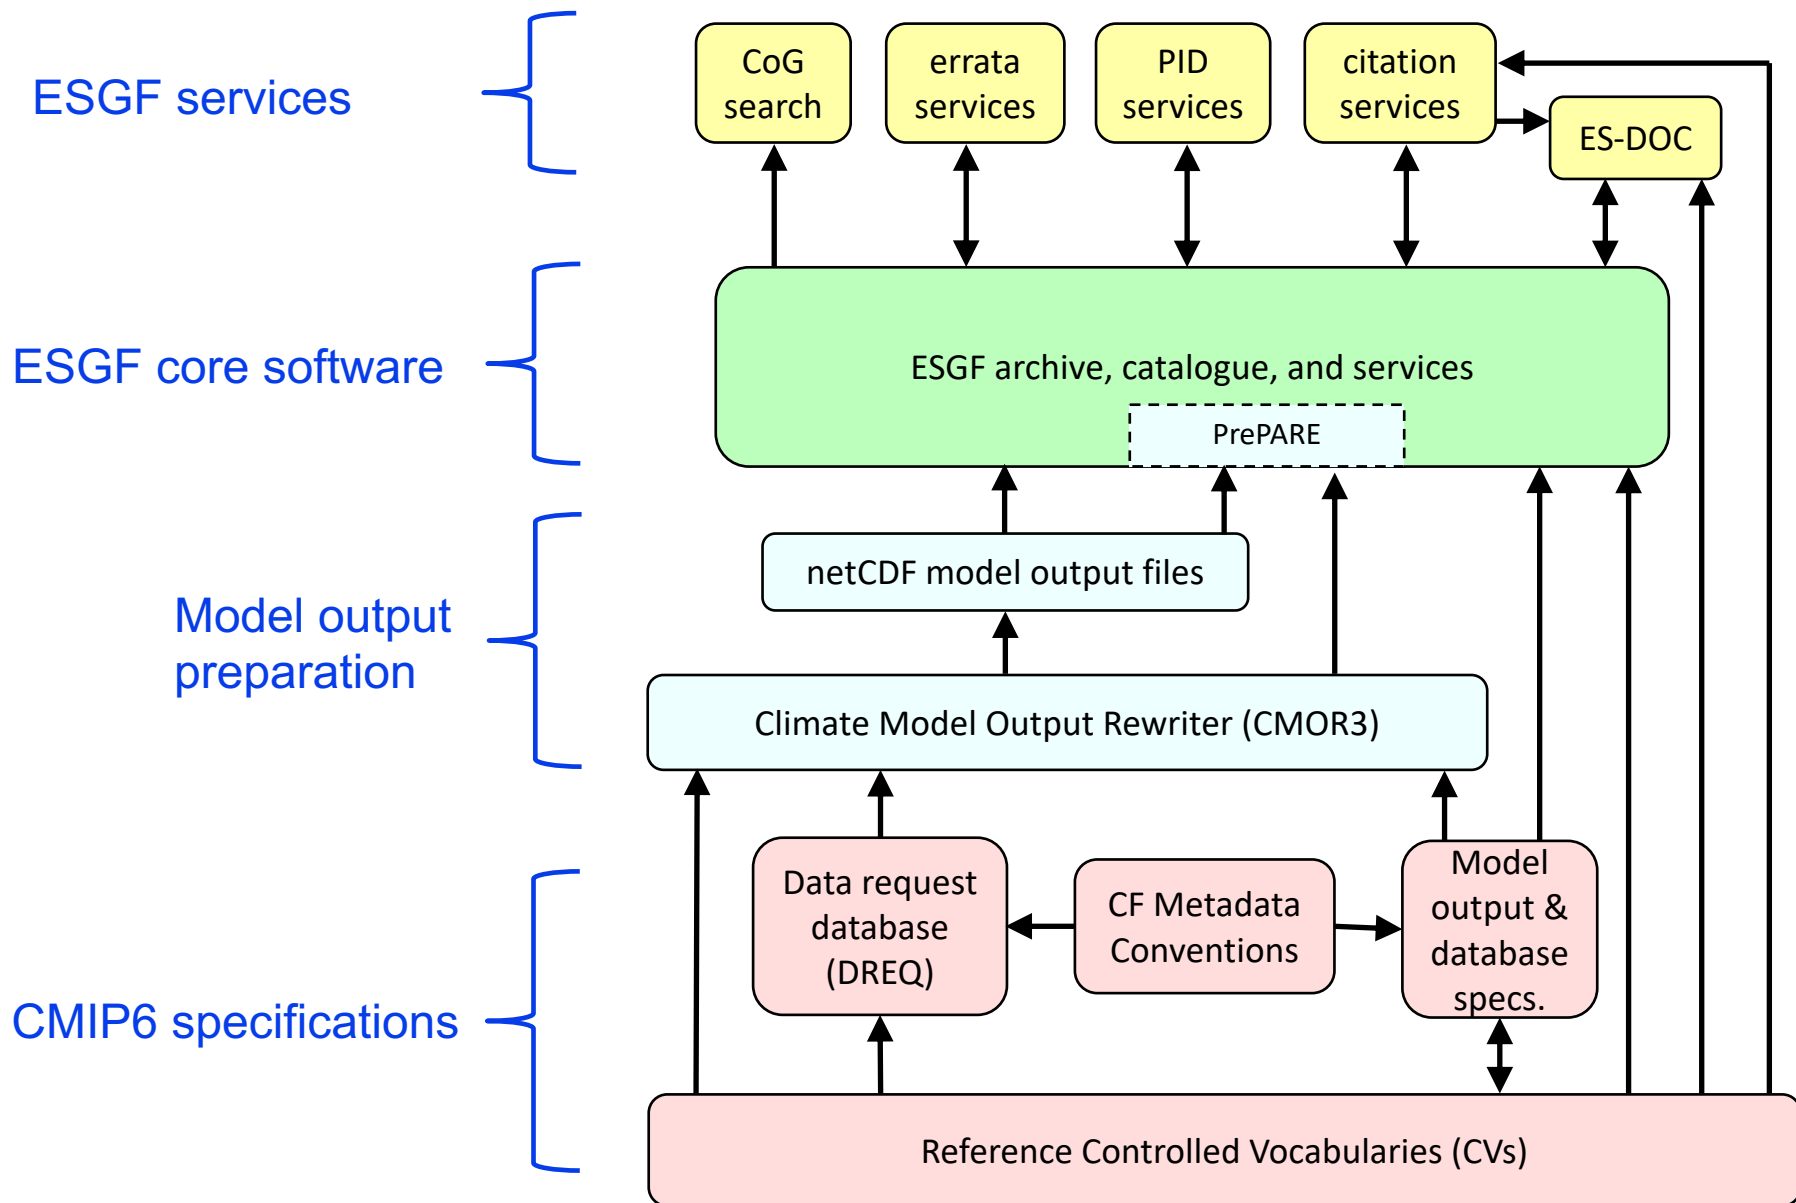 ESGF services
CoG
search
errata
services
PID
services
citation
services
ES-DOC
ESGF core software
ESGF archive, catalogue, and services
PrePARE
Model output
preparation
netCDF model output files
Climate Model Output Rewriter (CMOR3)
CMIP6 specifications
Data request
database
(DREQ)
CF Metadata
Conventions
Model
output &
database
specs.
Reference Controlled Vocabularies (CVs)